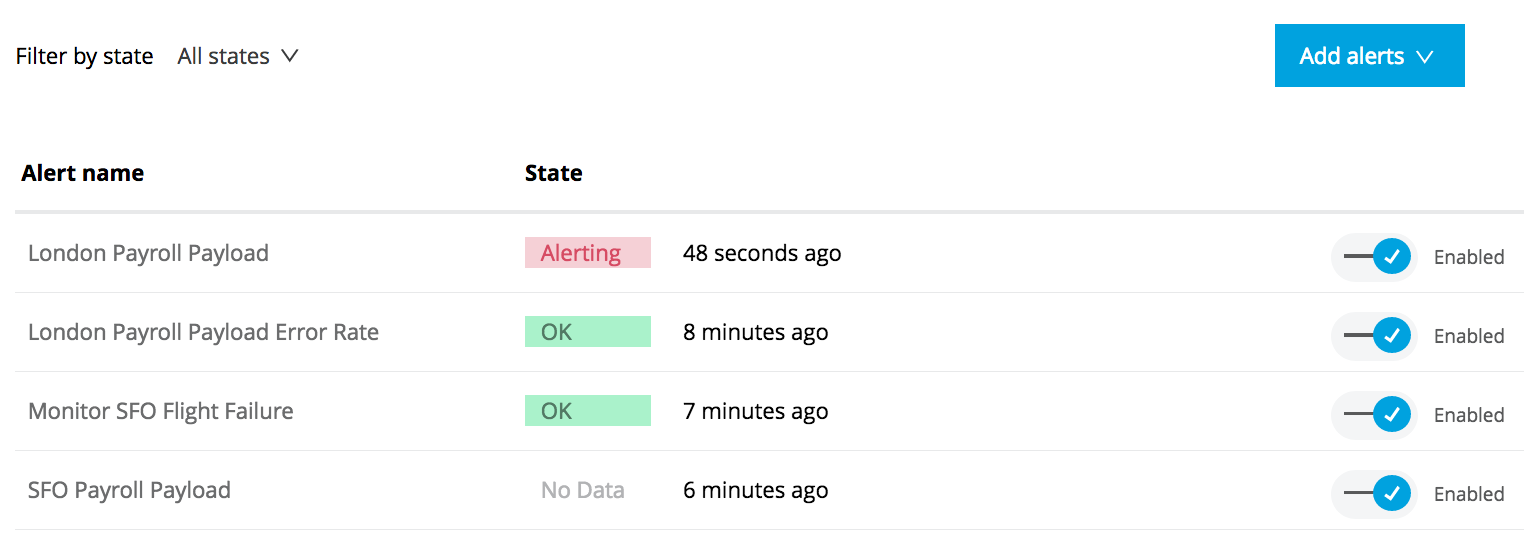 Filter by state All states Add alerts
Alert name State
London Payroll Payload Alerting 48 seconds ago Enabled
London Payroll Payload Error Rate OK 8 minutes ago Enabled
Monitor SFO Flight Failure OK 7 minutes ago Enabled
SFO Payroll Payload No Data 6 minutes ago Enabled